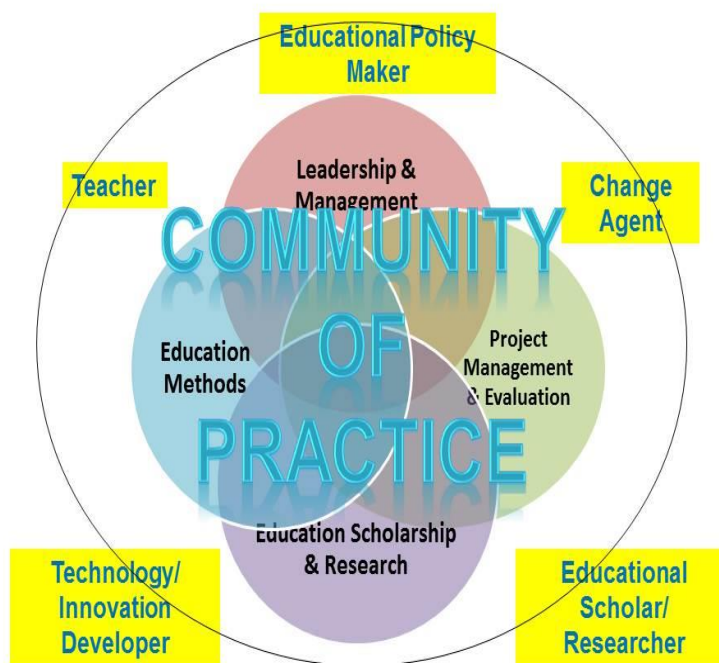 Educational Policy
Maker
Teacher
Leadership &
Management
Change
Agent
COMMUNITY
OF
PRACTICE
Education
Methods
Project
Management
& Evaluation
Education Scholarship
& Research
Technology/
Innovation
Developer
Educational
Scholar/
Researcher